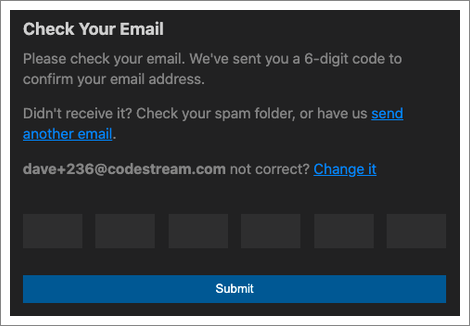 Check Your Email
Please check your email. We've sent you a 6-digit code to
confirm your email address.
Didn't receive it? Check your spam folder, or have us send
another email.
dave+236@codestream.com not correct? Change it
Submit